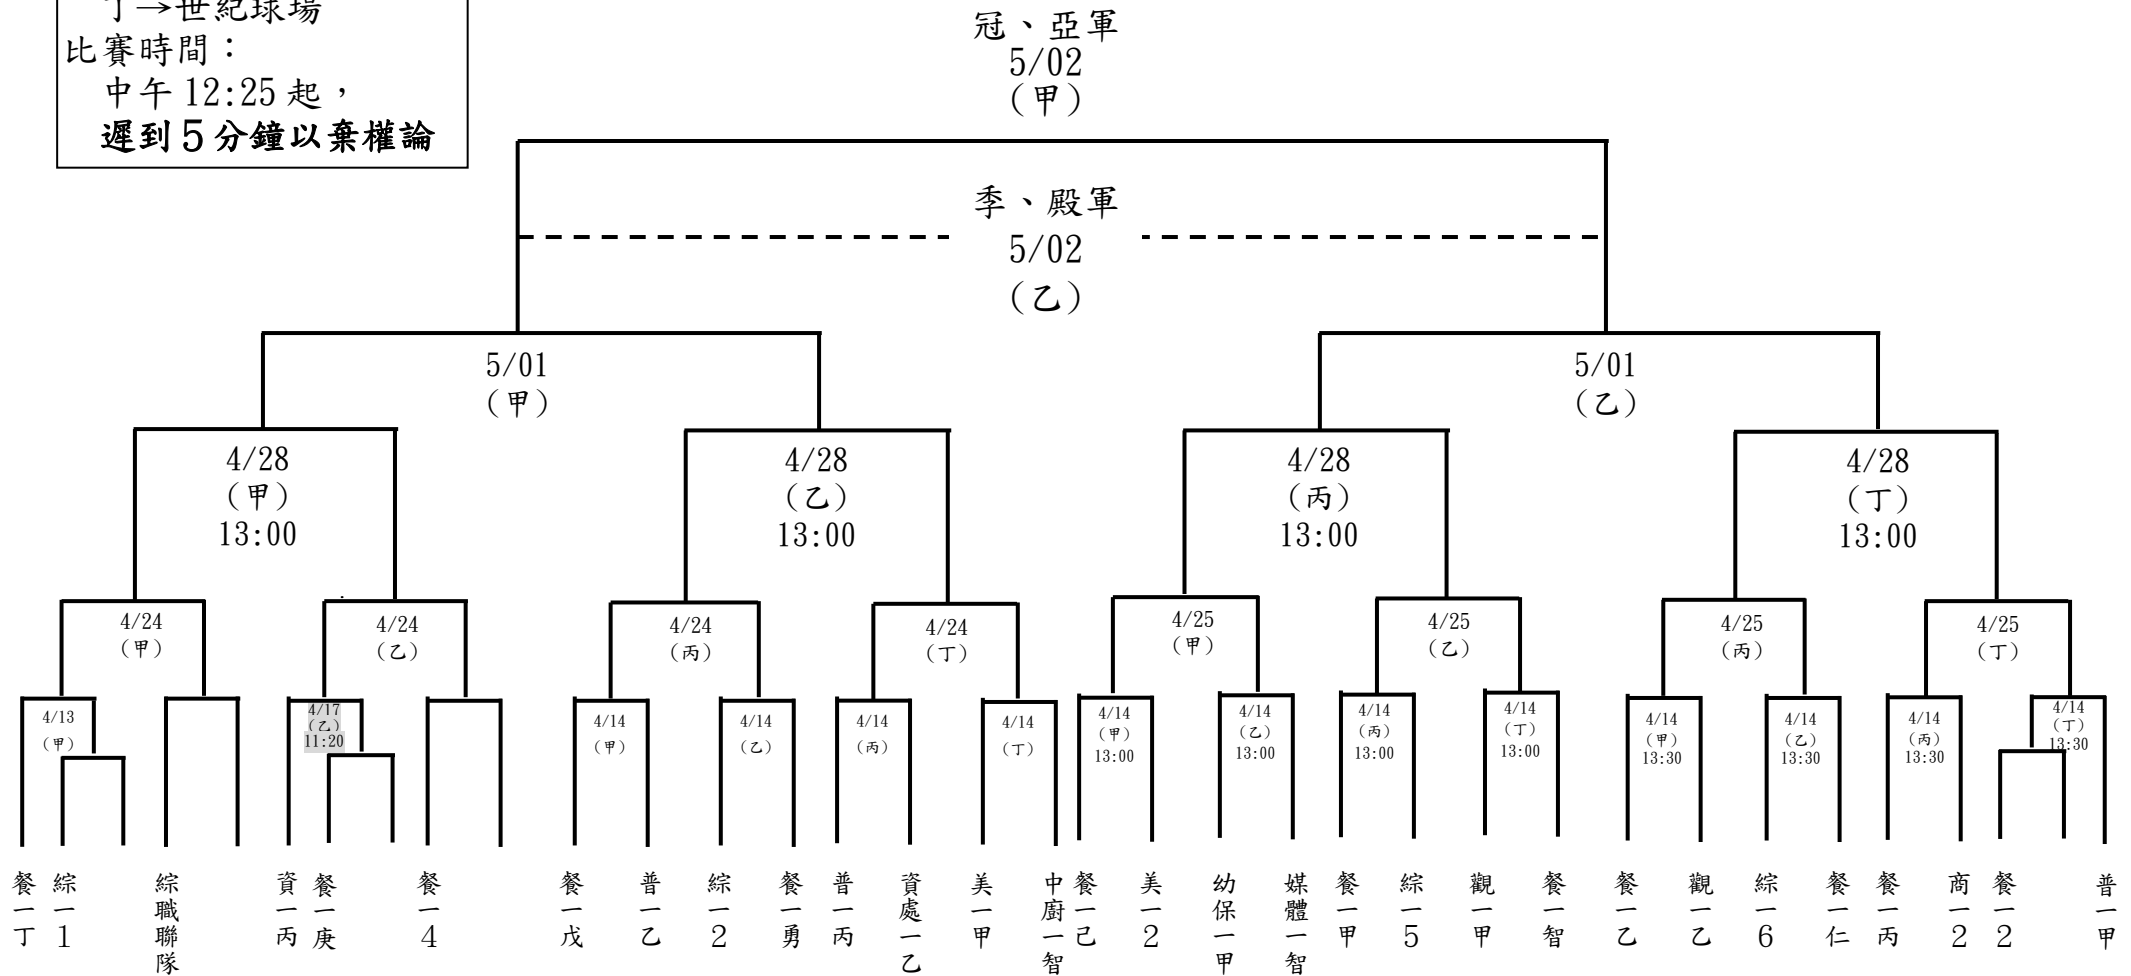 丁→世紀球場
比賽時間：
中午 12:25 起，
遲到５分鐘以棄權論
冠、亞軍
5/02
（甲）
季、殿軍
5/02
（乙）
5/01
（甲）
5/01
（乙）
4/28
（甲）
13:00
4/28
（乙）
13:00
4/28
（丙）
13:00
4/28
（丁）
13:00
4/24
（甲）
4/24
（乙）
4/24
（丙）
4/24
（丁）
4/25
（甲）
4/25
（乙）
4/25
（丙）
4/25
（丁）
4/13
（甲）
4/17
（乙）
11:20
4/14
（甲）
4/14
（乙）
4/14
（丙）
4/14
（丁）
4/14
（甲）
13:00
4/14
（乙）
13:00
4/14
（丙）
13:00
4/14
（丁）
13:00
4/14
（甲）
13:30
4/14
（乙）
13:30
4/14
（丙）
13:30
4/14
（丁）
13:30
餐一丁
綜一1
綜職聯隊
資一丙
餐一庚
餐一4
餐一戊
普一乙
綜一2
餐一勇
普一丙
資處一乙
美一甲
中廚一智
餐一己
美一2
幼保一甲
媒體一智
餐一甲
綜一5
觀一甲
餐一智
餐一乙
觀一乙
綜一6
餐一仁
餐一丙
商一2
餐一2
普一甲